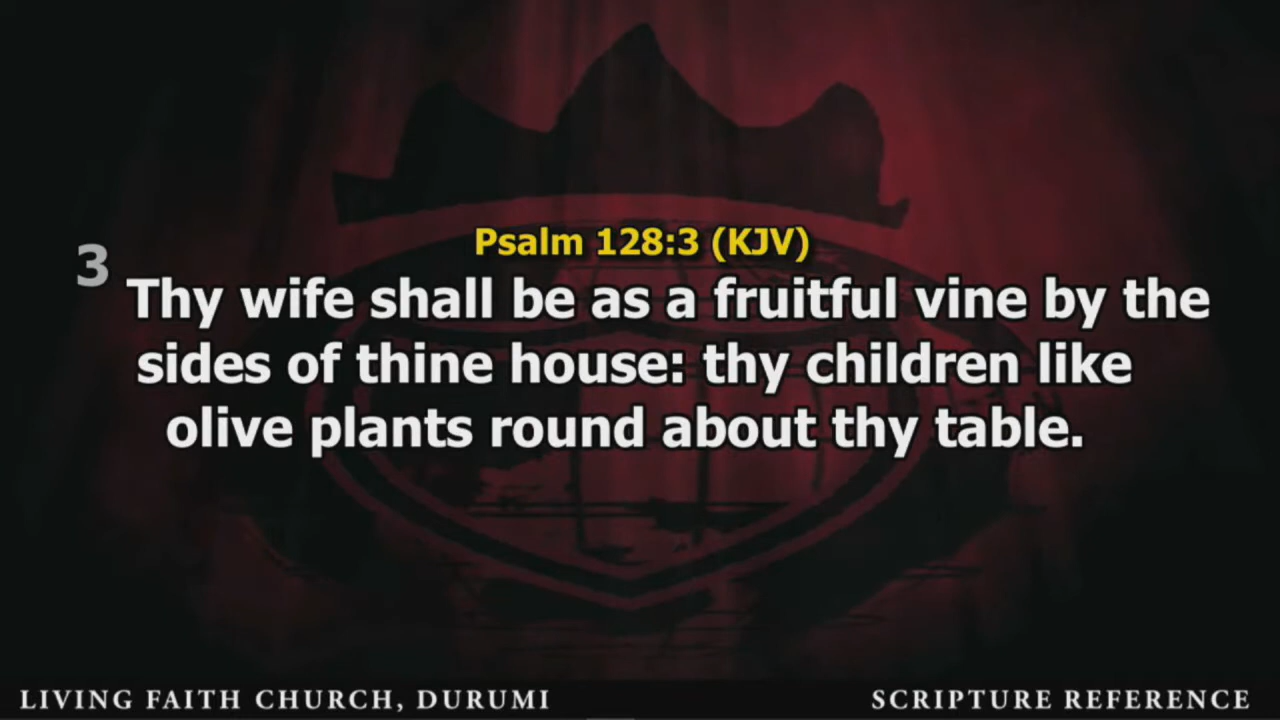 Psalm 128:3 (KJV)
3 Thy wife shall be as a fruitful vine by the
sides of thine house: thy children like
olive plants round about thy table.
LIVING FAITH CHURCH, DURUMI
SCRIPTURE REFERENCE